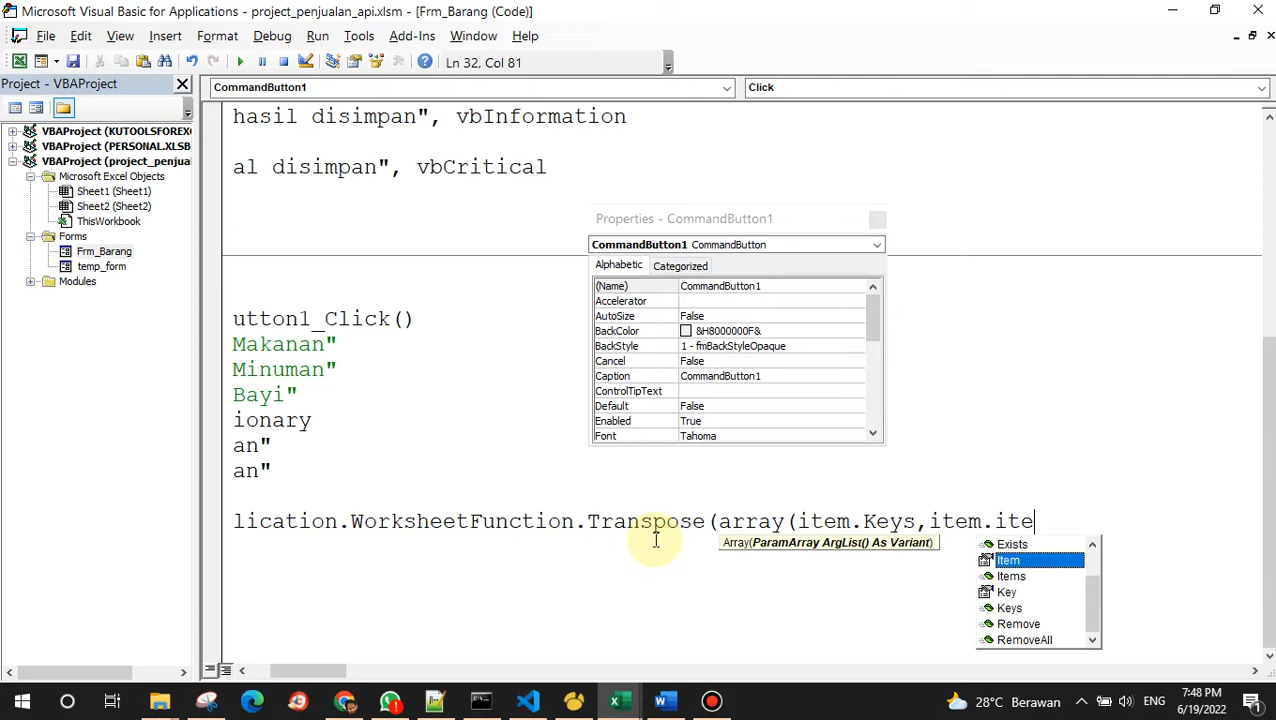 Microsoft Visual Basic for Applications - project_penjualan_api.xlsm - [Frm_Barang (Code)]
File Edit View Insert Format Debug Run Tools Add-Ins Window Help
Ln 32, Col 81
Project - VBAProject
CommandButton1
Click
VBAProject (KUTOOLSFOREX
VBAProject (PERSONAL.XLSB
VBAProject (project_penjual
Microsoft Excel Objects
Sheet1 (Sheet1)
Sheet2 (Sheet2)
ThisWorkbook
Forms
Frm_Barang
temp_form
Modules
hasil disimpan", vbInformation
al disimpan", vbCritical
utton1_Click()
Makanan"
Minuman"
Bayi"
ionary
an"
an"
lication.WorksheetFunction.Transpose(array(item.Keys,item.ite
Array(ParamArray ArgList() As Variant)
Exists
Item
Items
Key
Keys
Remove
RemoveAll
Properties - CommandButton1
CommandButton1 CommandButton
Alphabetic Categorized
(Name) CommandButton1
Accelerator
AutoSize False
BackColor &H8000000F&
BackStyle 1 - fmBackStyleOpaque
Cancel False
Caption CommandButton1
ControlTipText
Default False
Enabled True
Font Tahoma
28°C Berawan
ENG
7:48 PM
6/19/2022
1